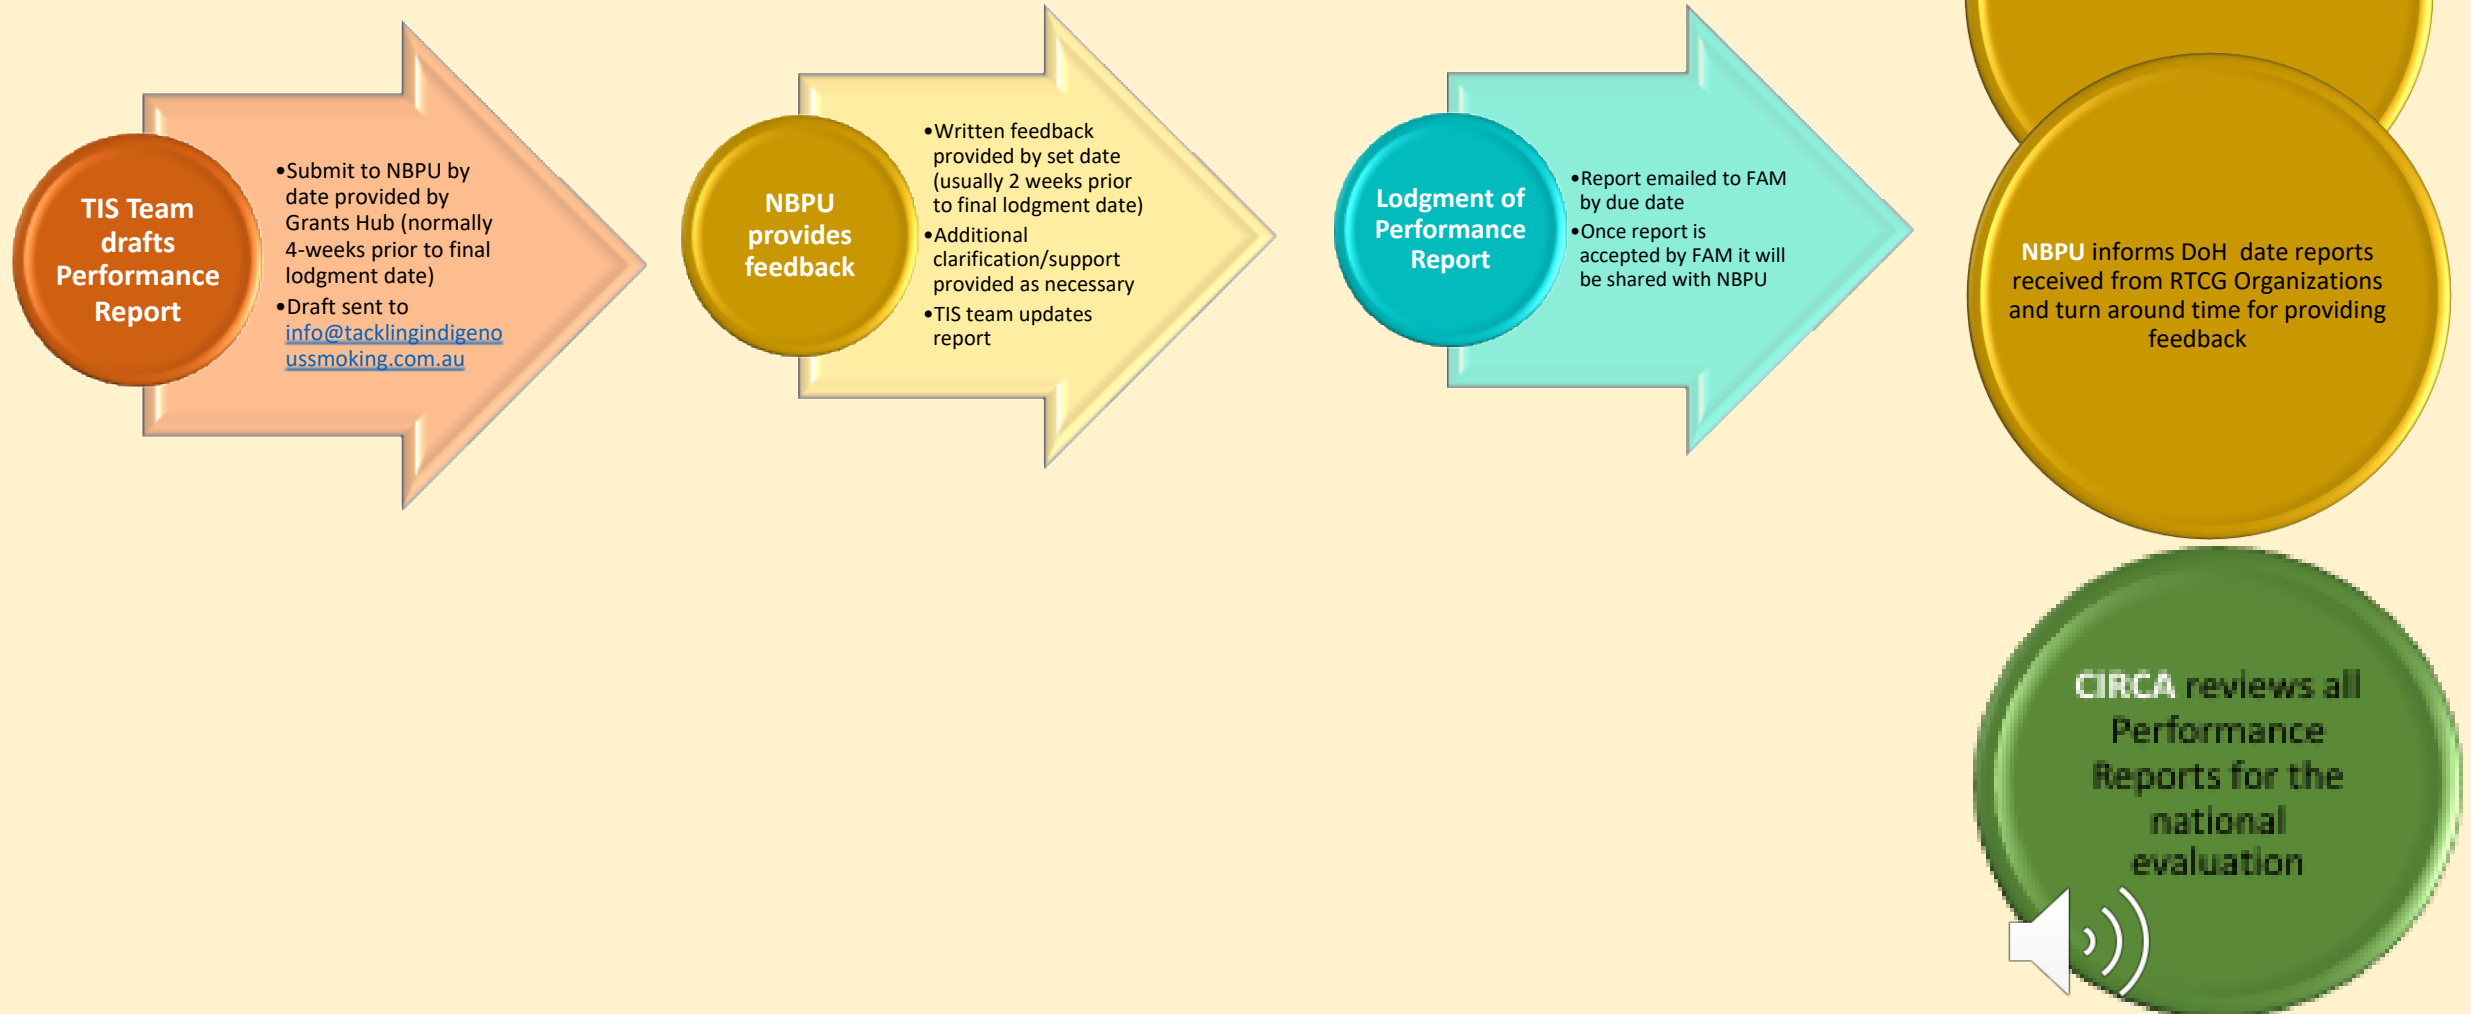 TIS Team
drafts
Performance
Report
•Submit to NBPU by
date provided by
Grants Hub (normally
4-weeks prior to final
lodgment date)
•Draft sent to
info@tacklingindigeno
ussmoking.com.au
NBPU
provides
feedback
•Written feedback
provided by set date
(usually 2 weeks prior
to final lodgment date)
•Additional
clarification/support
provided as necessary
•TIS team updates
report
Lodgment of
Performance
Report
•Report emailed to FAM
by due date
•Once report is
accepted by FAM it will
be shared with NBPU
NBPU informs DoH  date reports
received from RTCG Organizations
and turn around time for providing
feedback
CIRCA reviews all
Performance
Reports for the
national
evaluation